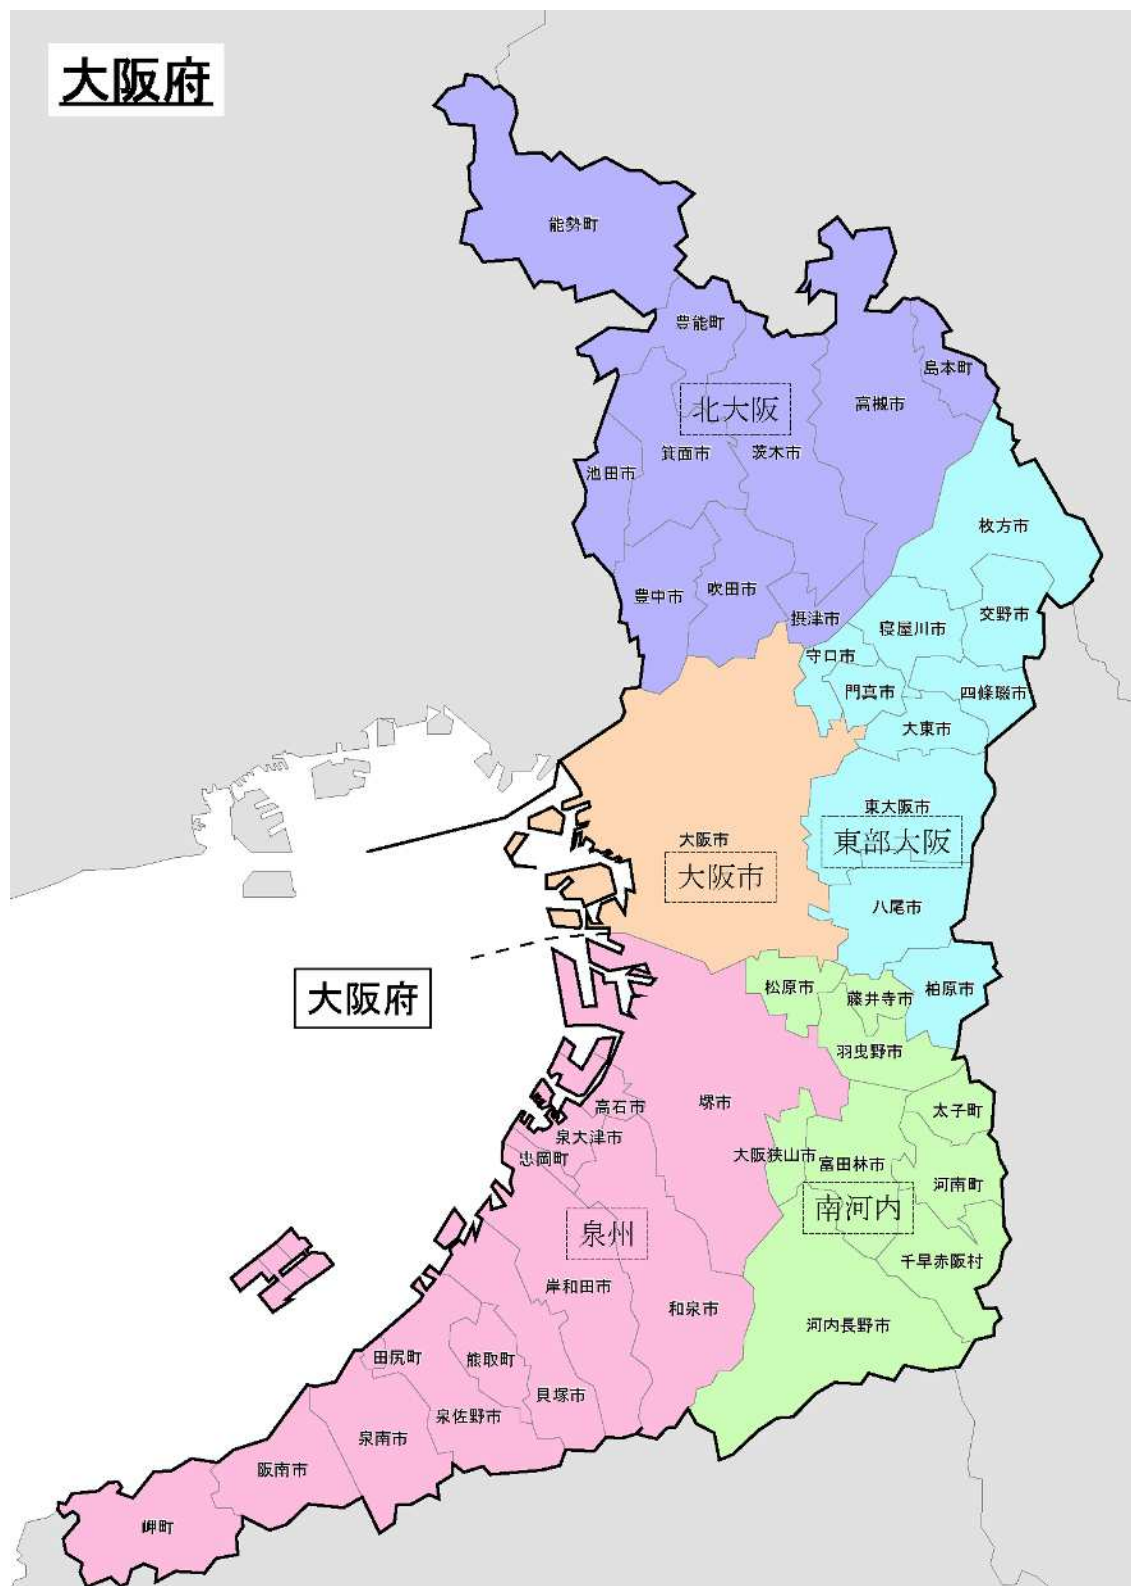 大阪府
能勢町
豊能町
島本町
高槻市
北大阪
箕面市
茨木市
池田市
枚方市
豊中市
吹田市
摂津市
交野市
寝屋川市
守口市
門真市
四條畷市
大東市
東大阪市
東部大阪
大阪市
大阪市
八尾市
大阪府
松原市
藤井寺市
柏原市
羽曳野市
高石市
堺市
太子町
泉大津市
忠岡町
大阪狭山市
富田林市
河南町
南河内
泉州
千早赤阪村
岸和田市
和泉市
河内長野市
田尻町
熊取町
貝塚市
泉佐野市
泉南市
阪南市
岬町